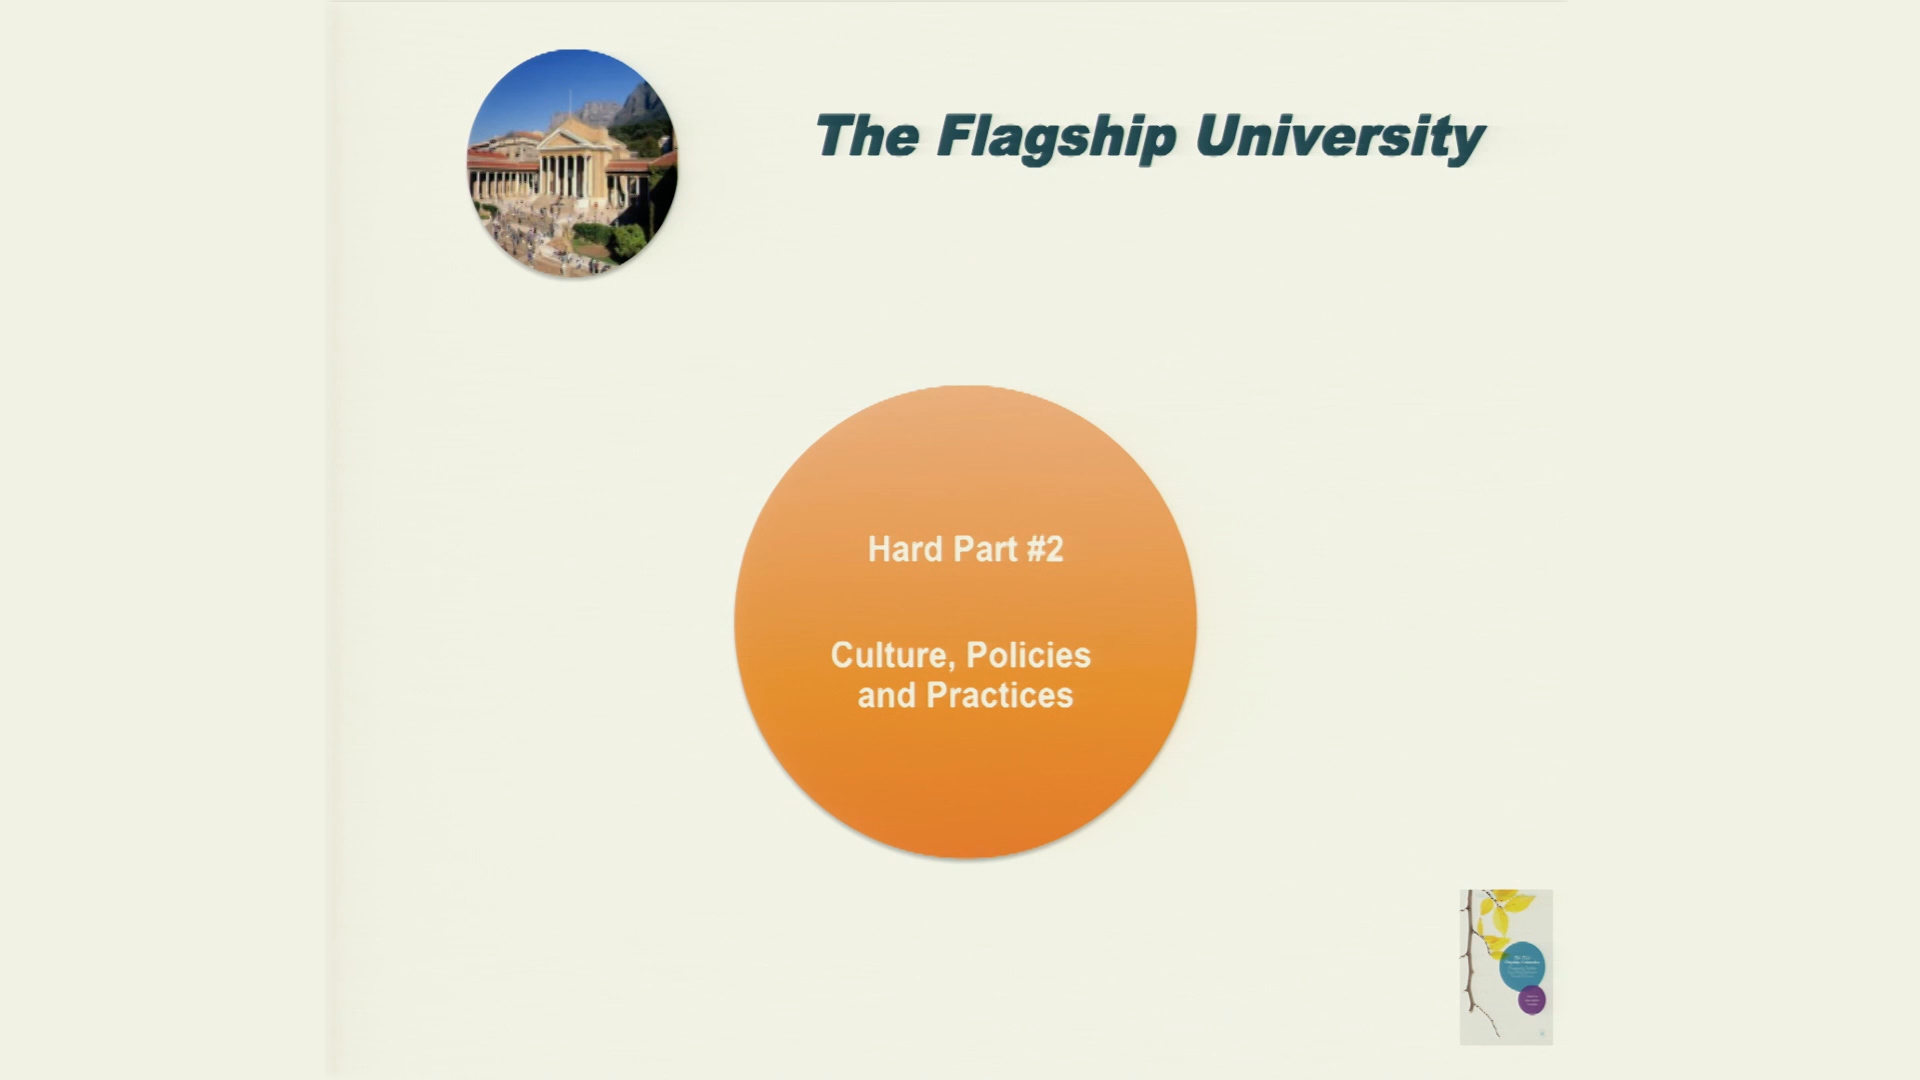 The Flagship University
Hard Part #2
Culture, Policies
and Practices